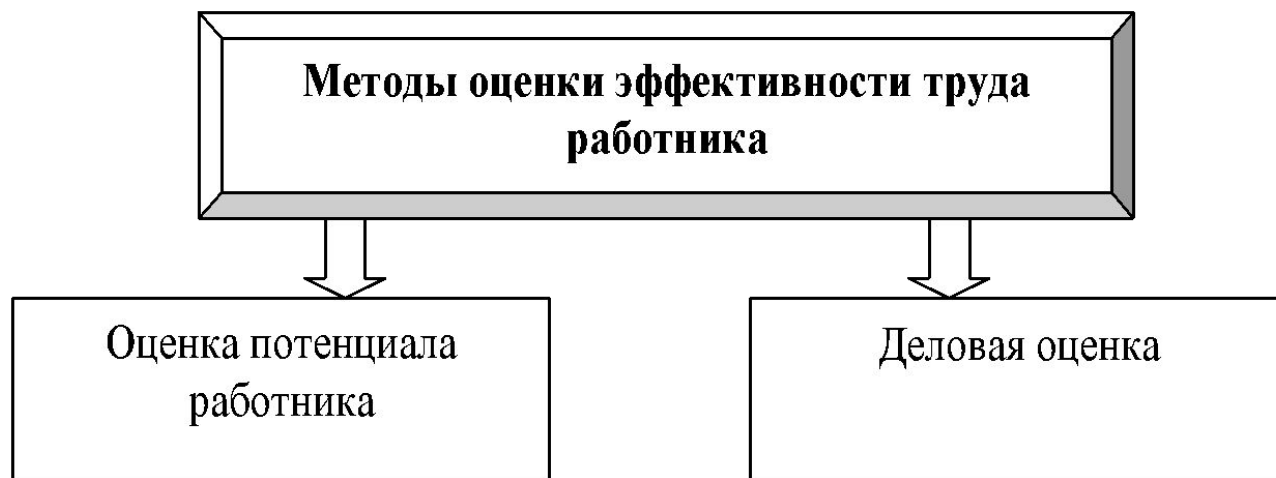 Методы оценки эффективности труда
работника
Оценка потенциала
работника
Деловая оценка